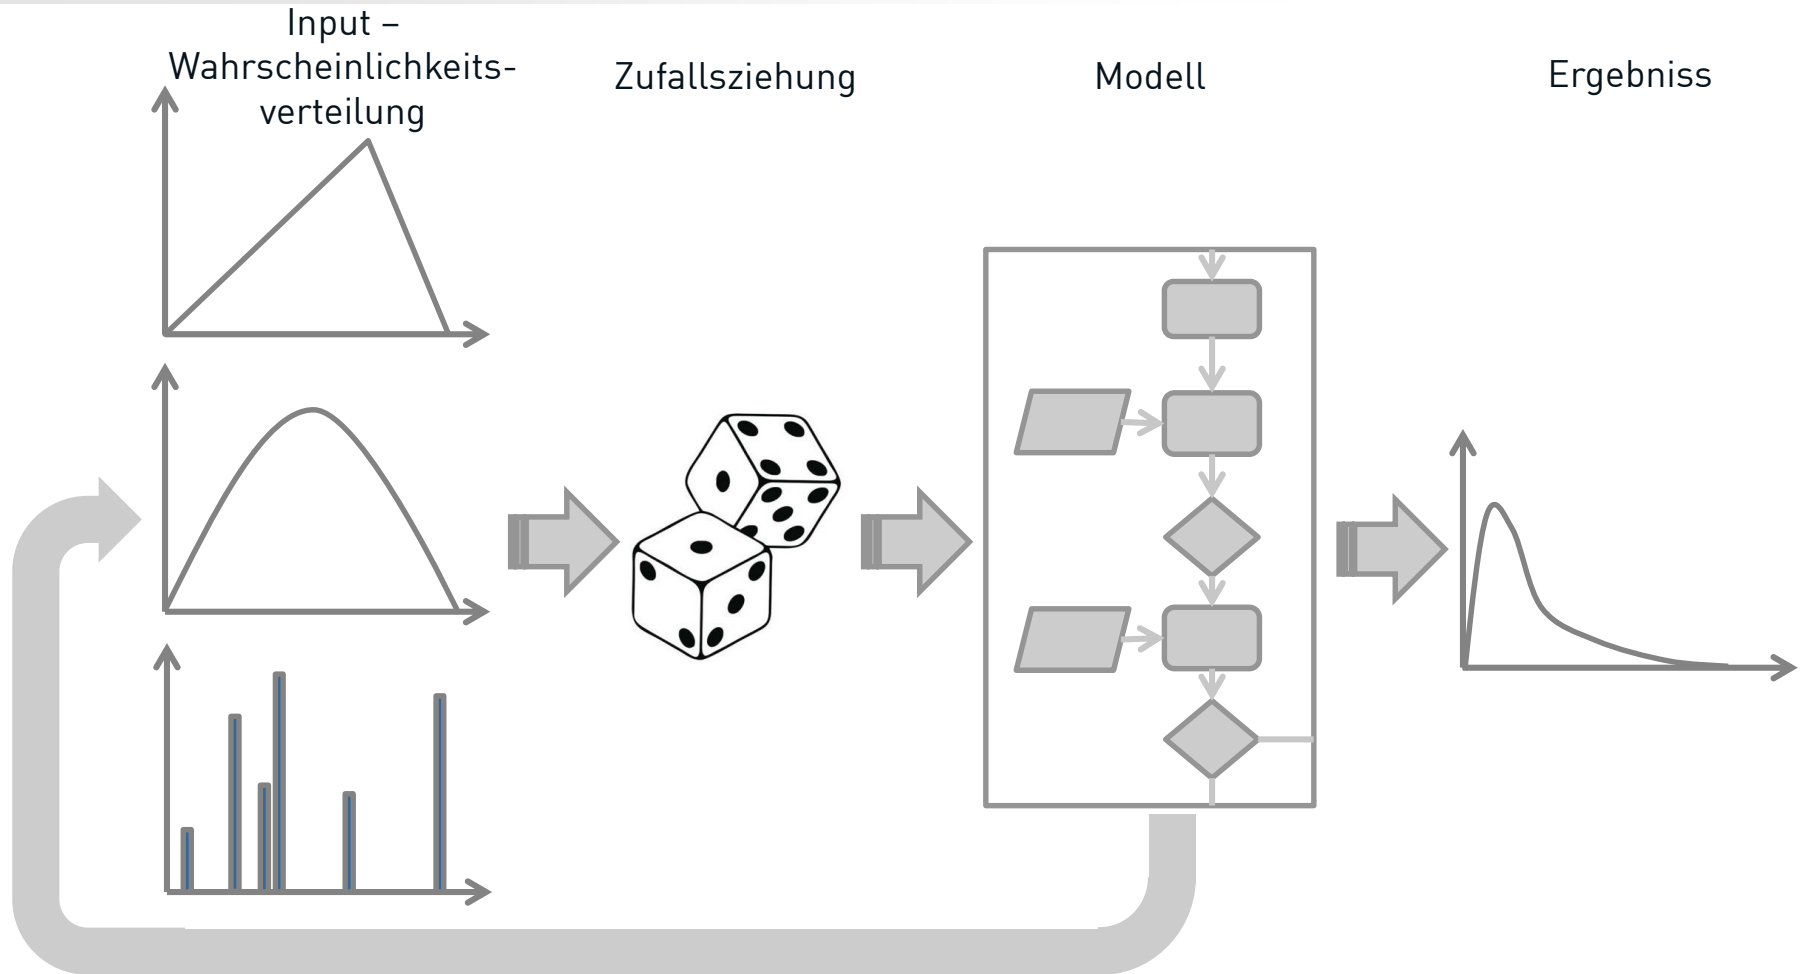 Input –
Wahrscheinlichkeits-
verteilung
Zufallsziehung
Modell
Ergebniss